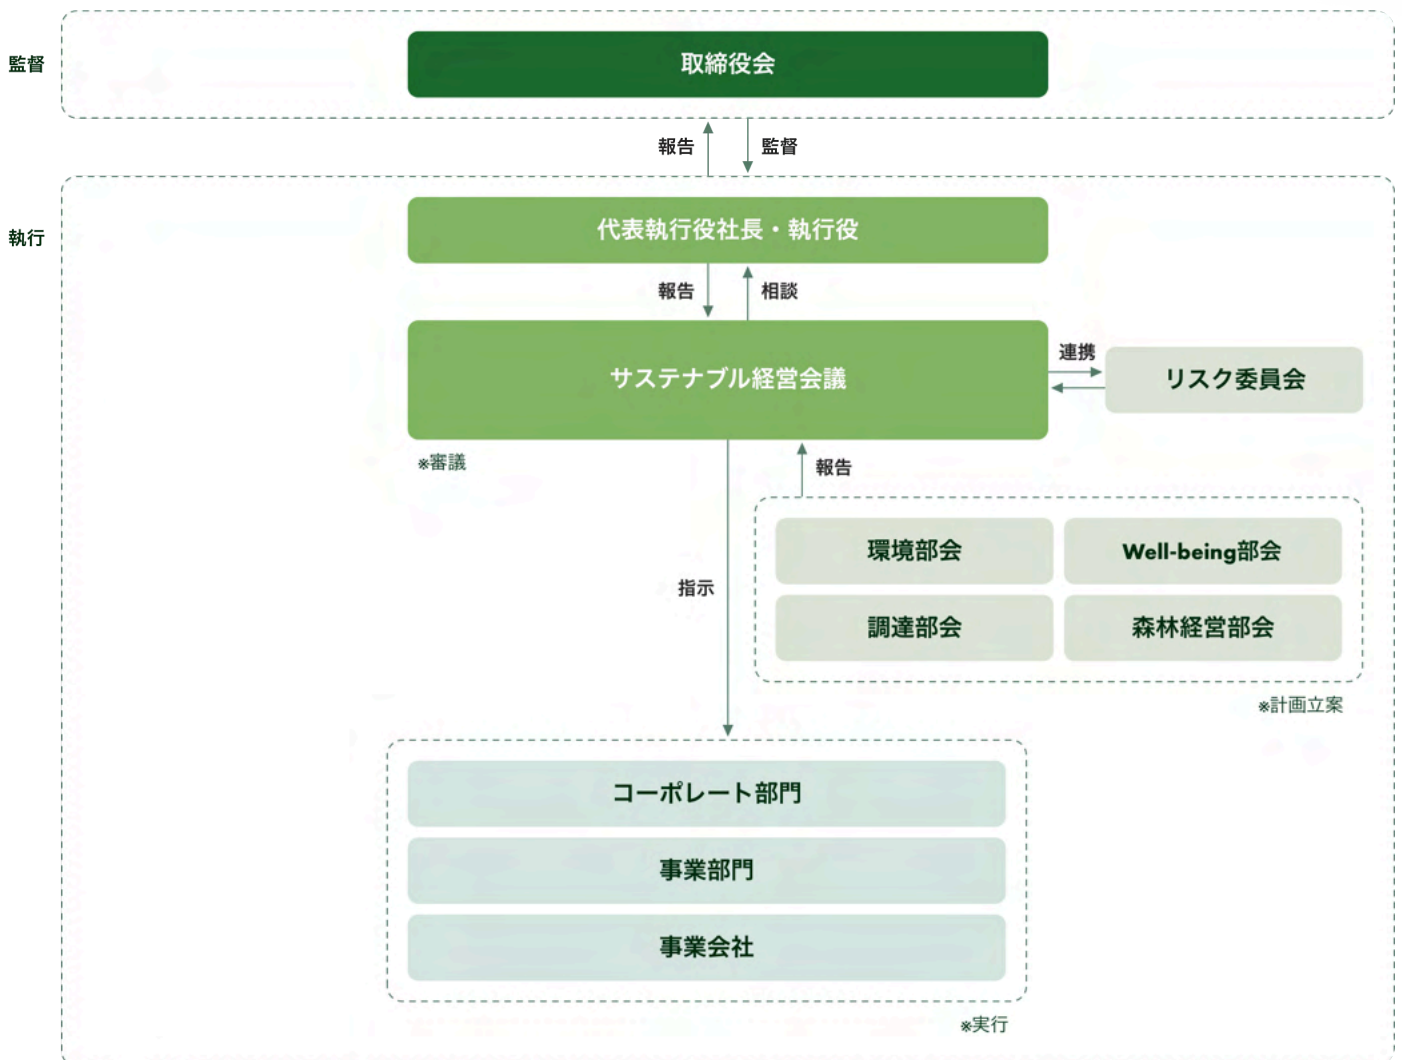 監督
取締役会
報告
監督
執行
代表執行役社長・執行役
報告
相談
サステナブル経営会議
連携
リスク委員会
※審議
報告
環境部会
Well-being部会
指示
調達部会
森林経営部会
※計画立案
コーポレート部門
事業部門
事業会社
※実行